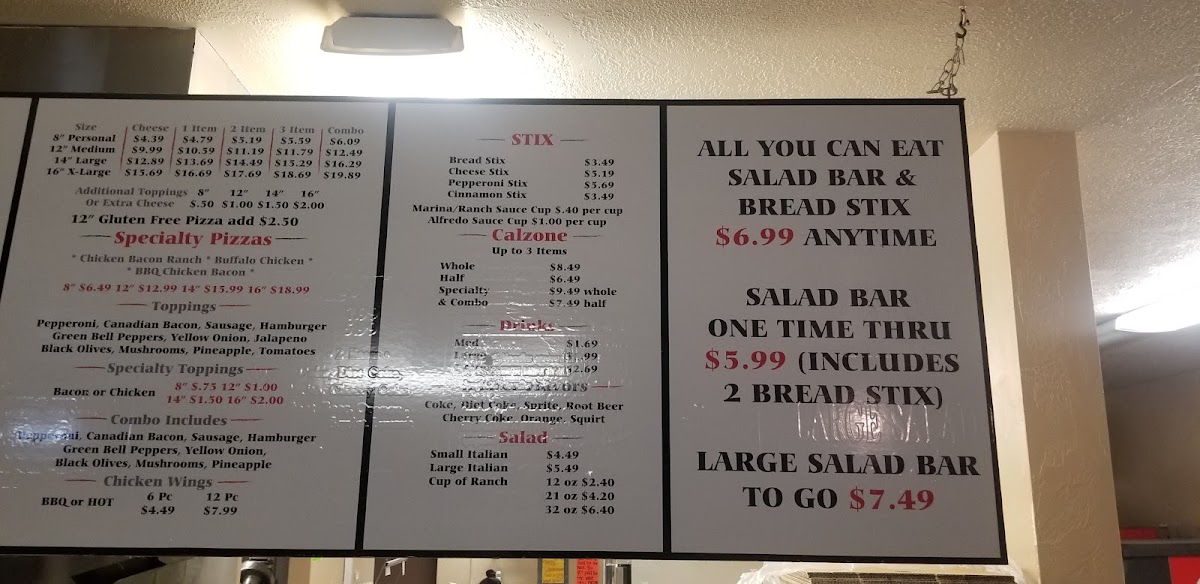 Size Cheese 1 Item 2 Item 3 Item Combo
8" Personal $4.39 $4.79 $5.19 $5.59 $6.09
12" Medium $9.99 $10.59 $11.19 $11.79 $12.49
14" Large $12.89 $13.69 $14.49 $15.29 $16.29
16" X-Large $15.69 $16.69 $17.69 $18.69 $19.89
Additional Toppings 8" 12" 14" 16"
Or Extra Cheese $.50 $1.00 $1.50 $2.00
12" Gluten Free Pizza add $2.50
Specialty Pizzas
* Chicken Bacon Ranch * Buffalo Chicken *
* BBQ Chicken Bacon *
8" $6.49 12" $12.99 14" $15.99 16" $18.99
Toppings
Pepperoni, Canadian Bacon, Sausage, Hamburger
Green Bell Peppers, Yellow Onion, Jalapeno
Black Olives, Mushrooms, Pineapple, Tomatoes
Specialty Toppings
Bacon or Chicken 8" $.75 12" $1.00
14" $1.50 16" $2.00
Combo Includes
Pepperoni, Canadian Bacon, Sausage, Hamburger
Green Bell Peppers, Yellow Onion,
Black Olives, Mushrooms, Pineapple
Chicken Wings
BBQ or HOT 6 Pc 12 Pc
$4.49 $7.99
STIX
Bread Stix $3.49
Cheese Stix $5.19
Pepperoni Stix $5.69
Cinnamon Stix $3.49
Marina/Ranch Sauce Cup $.40 per cup
Alfredo Sauce Cup $1.00 per cup
Calzone
Up to 3 Items
Whole $8.49
Half $6.49
Specialty $9.49 whole
& Combo $7.49 half
Drinks
Med $1.69
Large $1.99
$2.69
Flavors
Coke, Diet Coke, Sprite, Root Beer
Cherry Coke, Orange, Squirt
Salad
Small Italian $4.49
Large Italian $5.49
Cup of Ranch 12 oz $2.40
21 oz $4.20
32 oz $6.40
ALL YOU CAN EAT
SALAD BAR &
BREAD STIX
$6.99 ANYTIME
SALAD BAR
ONE TIME THRU
$5.99 (INCLUDES
2 BREAD STIX)
LARGE SALAD BAR
TO GO $7.49